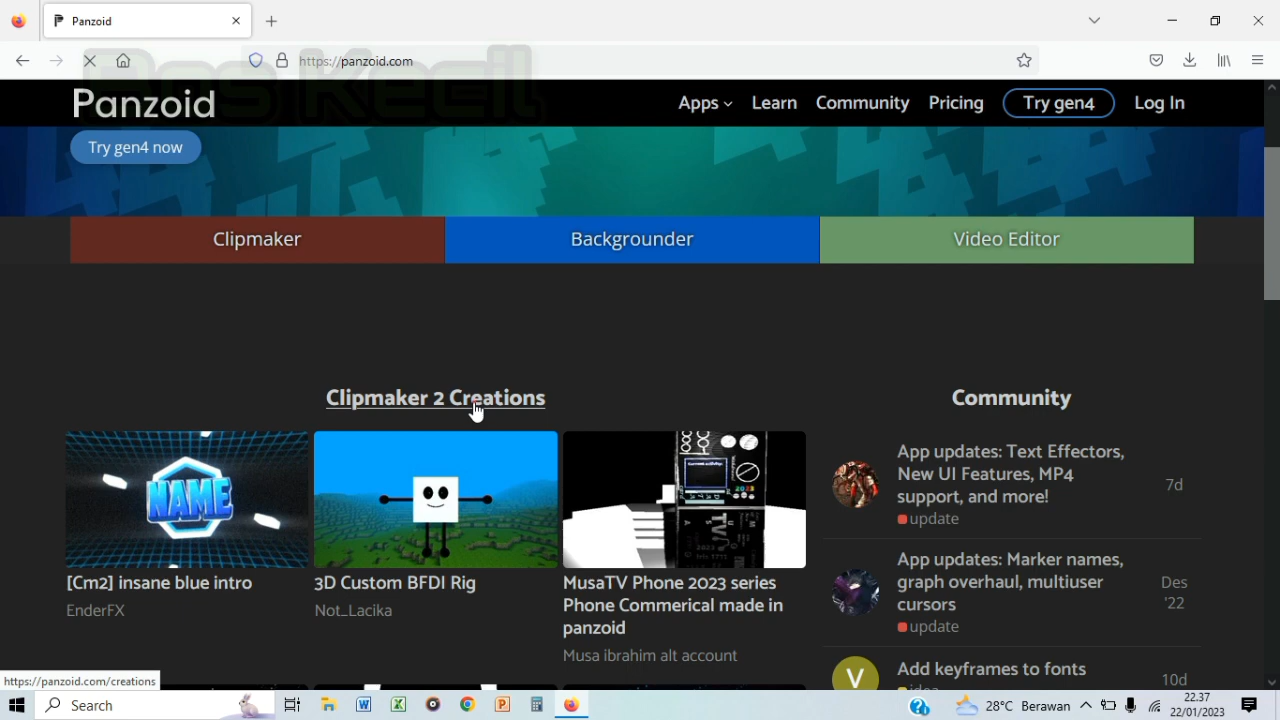 Panzoid
https://panzoid.com
Dos Kecil
Panzoid
Apps
Learn
Community
Pricing
Try gen4
Log In
Try gen4 now
Clipmaker
Backgrounder
Video Editor
Clipmaker 2 Creations
NAME
[Cm2] insane blue intro
EnderFX
3D Custom BFDI Rig
Not_Lacika
MusaTV Phone 2023 series
Phone Commerical made in
panzoid
Musa ibrahim alt account
Community
App updates: Text Effectors,
New UI Features, MP4
support, and more!
update
7d
App updates: Marker names,
graph overhaul, multiuser
cursors
update
Des
'22
V
Add keyframes to fonts
10d
https://panzoid.com/creations
Search
28°C Berawan
22.37
22/01/2023